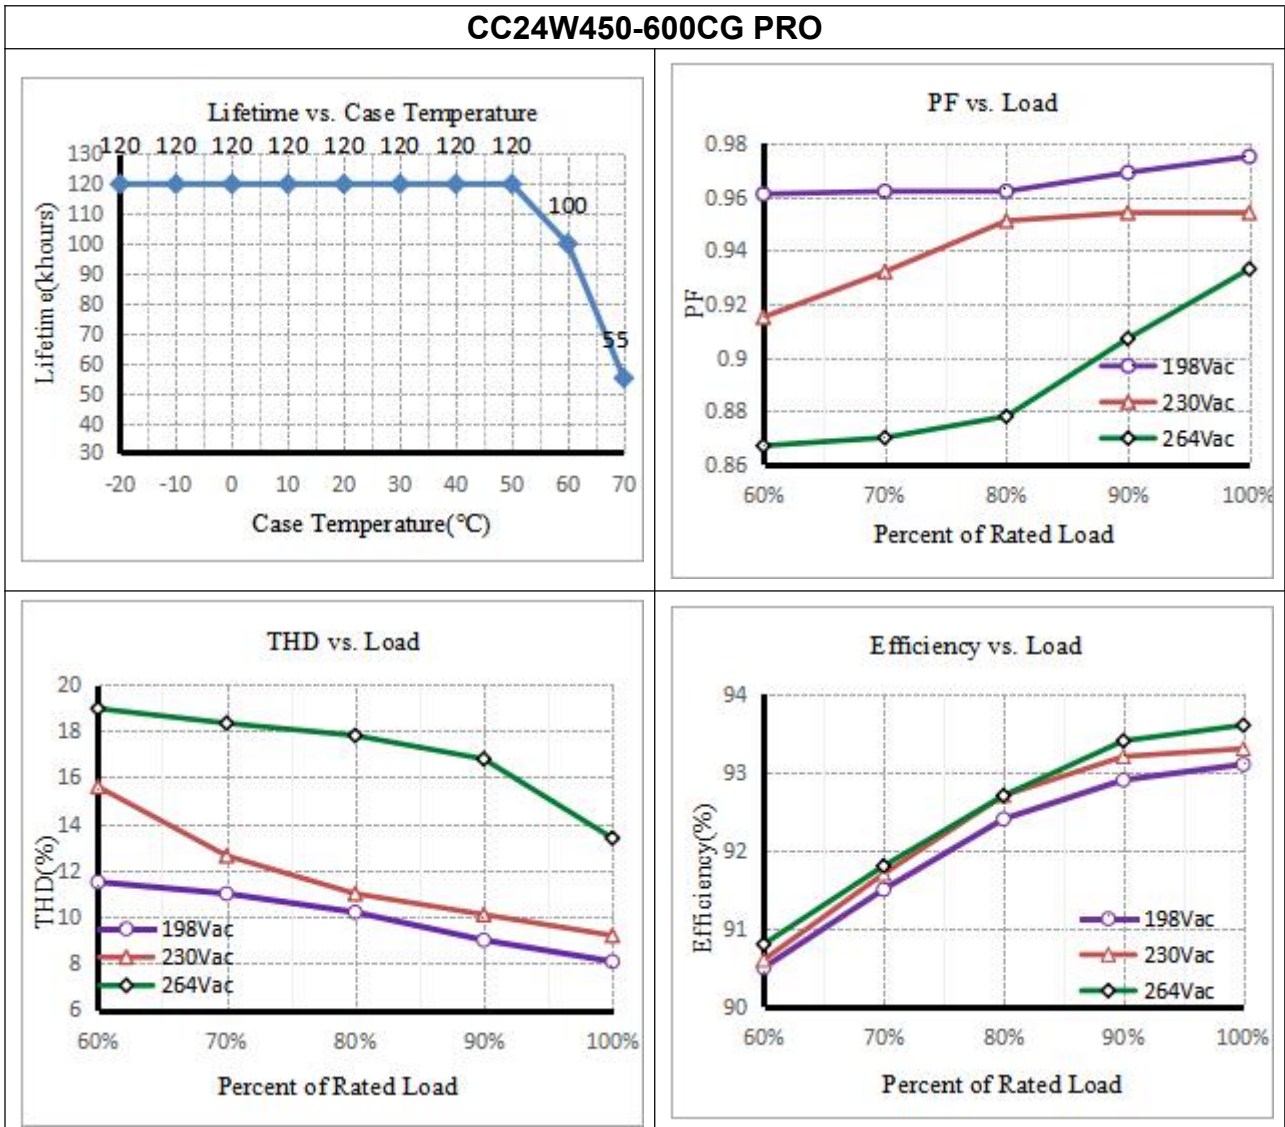 CC24W450-600CG PRO
Lifetime vs. Case Temperature
120 120 120 120 120 120 120 120
100
55
130
120
110
100
90
80
70
60
50
40
30
Lifetim e(khours)
-20 -10 0 10 20 30 40 50 60 70
Case Temperature(℃)
PF vs. Load
0.98
0.96
0.94
0.92
0.9
0.88
0.86
PF
198Vac
230Vac
264Vac
60% 70% 80% 90% 100%
Percent of Rated Load
THD vs. Load
20
18
16
14
12
10
8
6
THD(%)
198Vac
230Vac
264Vac
60% 70% 80% 90% 100%
Percent of Rated Load
Efficiency vs. Load
94
93
92
91
90
Efficiency(%)
198Vac
230Vac
264Vac
60% 70% 80% 90% 100%
Percent of Rated Load